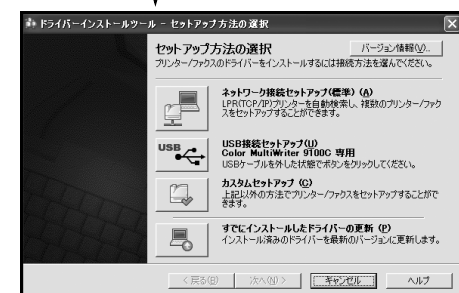 ドライバーインストールツール - セットアップ方法の選択
セットアップ方法の選択
バージョン情報(V)..
プリンター/ファクスのドライバーをインストールするには接続方法を選んでください。
ネットワーク接続セットアップ(標準) (A)
LPR(TCP/IP)プリンターを自動検索し、複数のプリンター/ファク
スをセットアップすることができます。
USB
USB接続セットアップ(U)
Color MultiWriter 9100C 専用
USBケーブルを外した状態でボタンをクリックしてください。
カスタムセットアップ (C)
上記以外の方法でプリンター/ファクスをセットアップすることがで
きます。
すでにインストールしたドライバーの更新 (P)
インストール済みのドライバーを最新のバージョンに更新します。
< 戻る(B)
次へ(N) >
キャンセル
ヘルプ